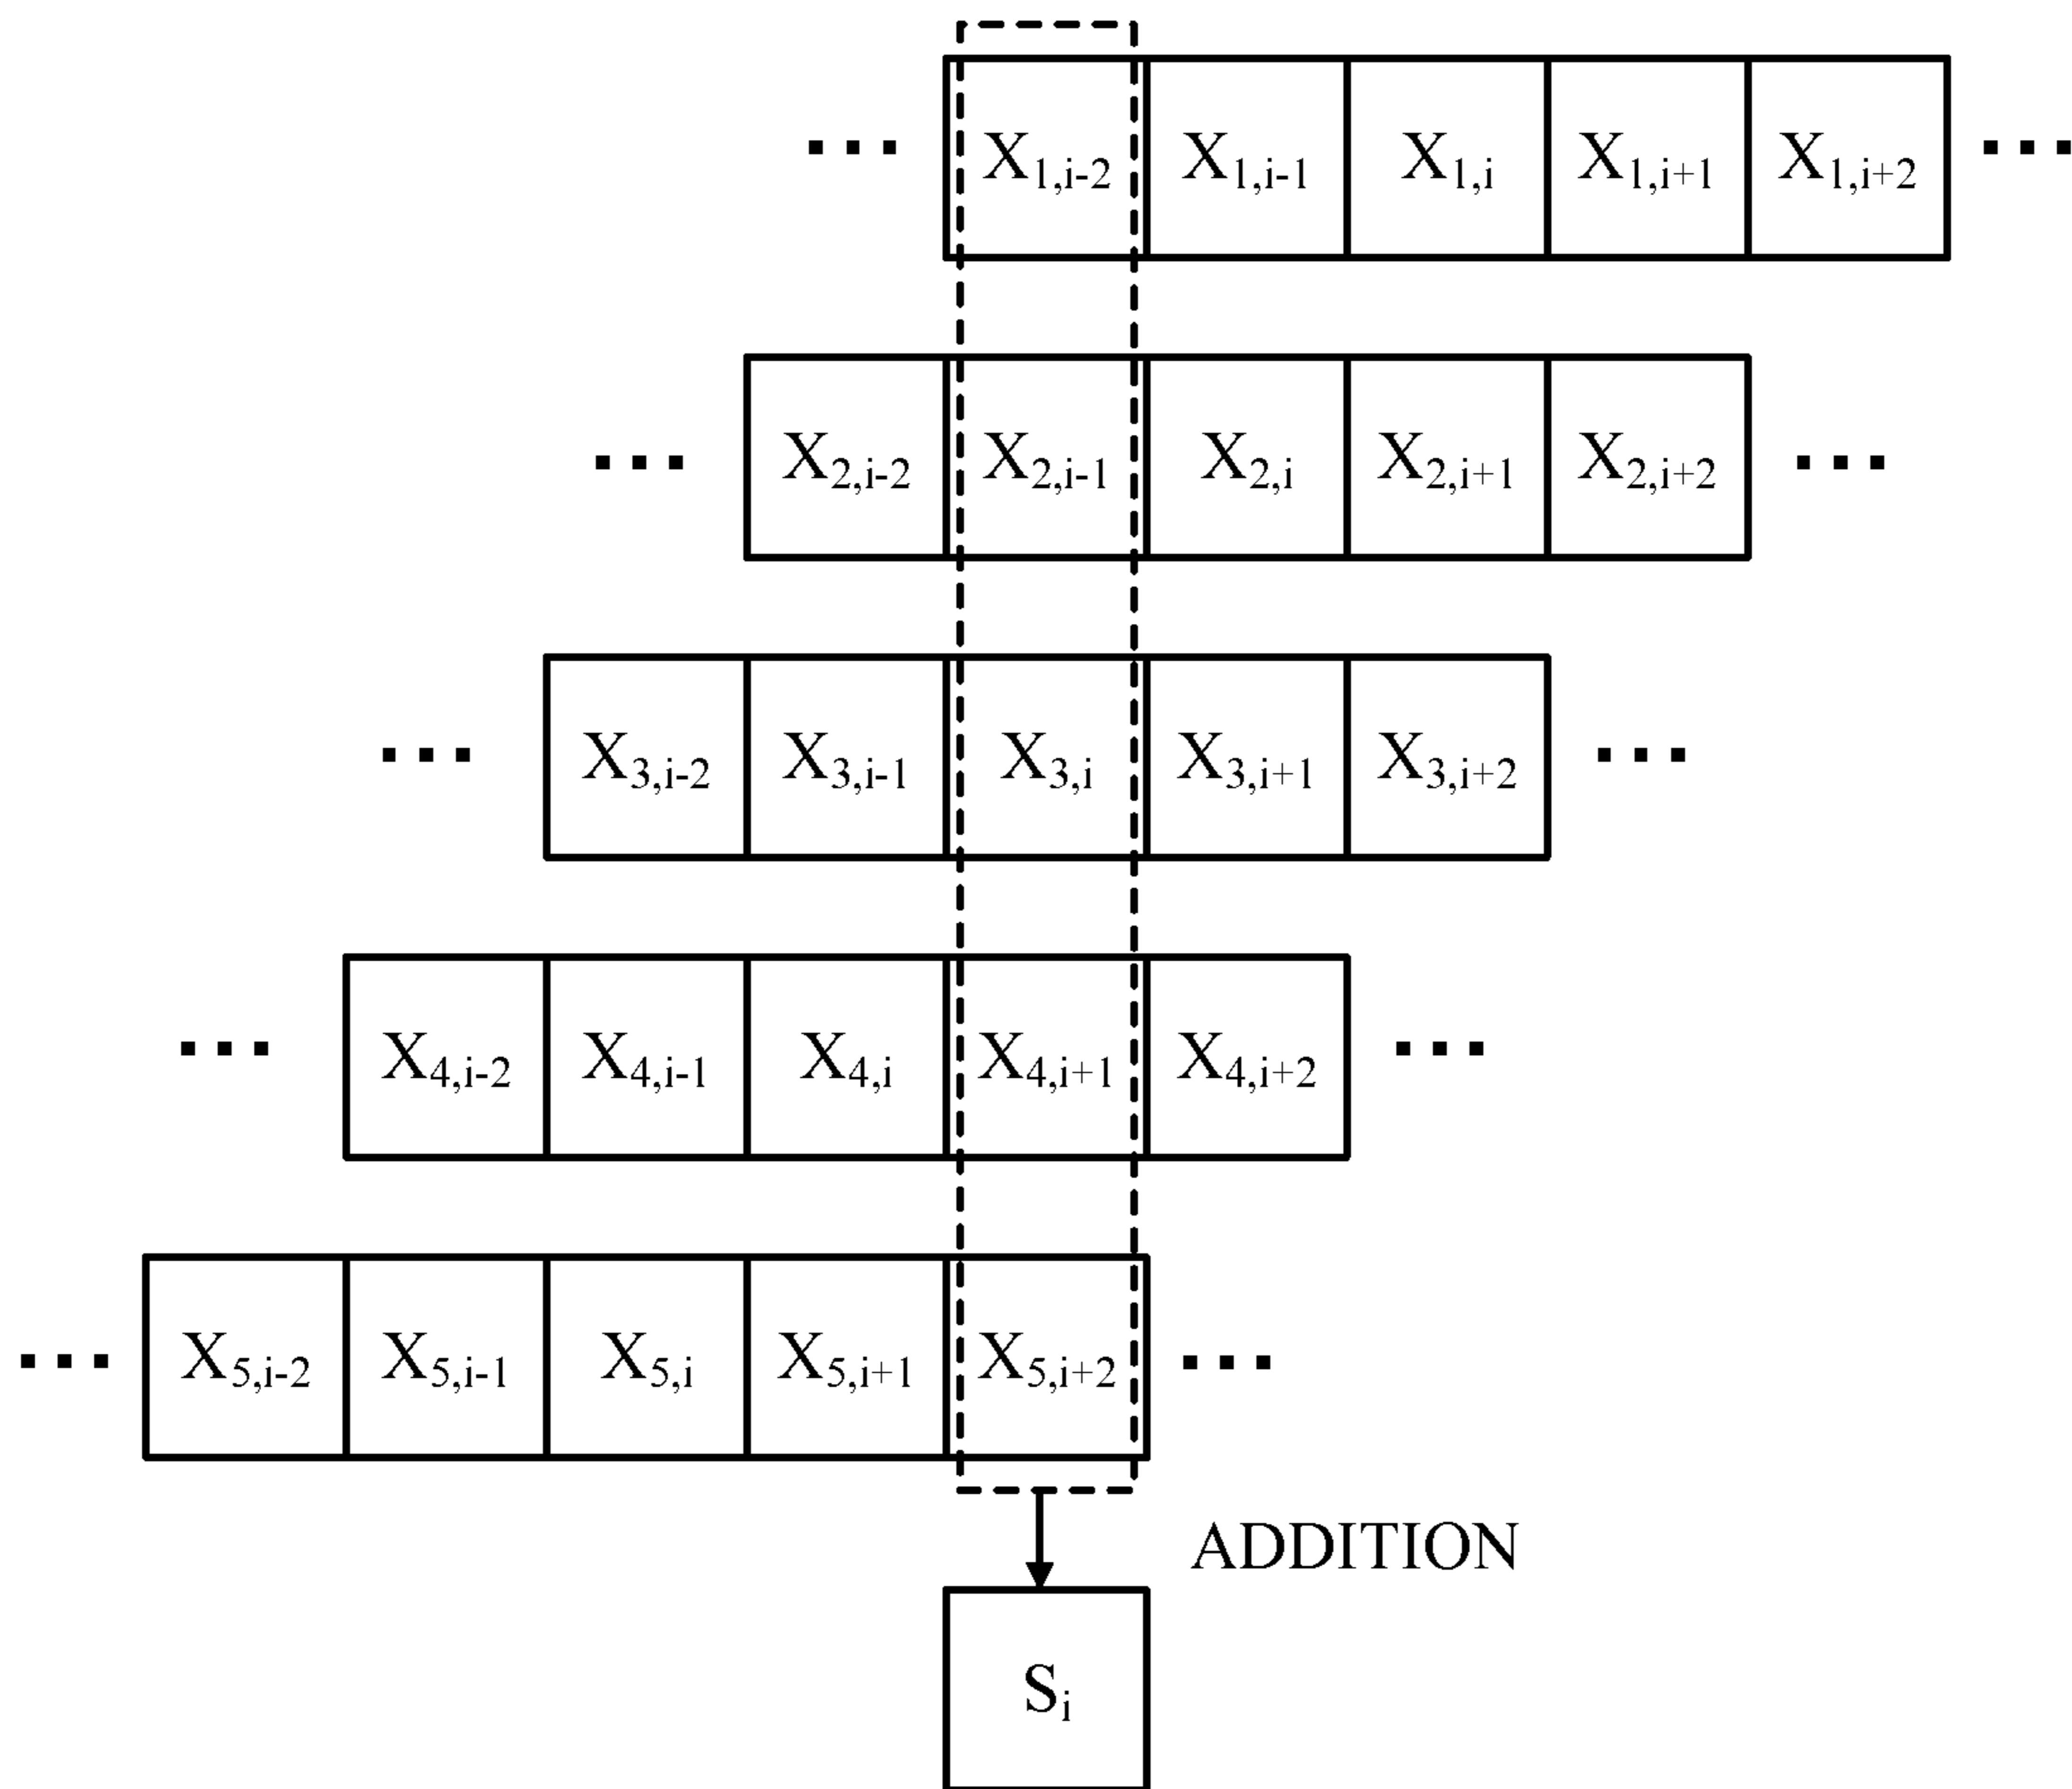 ... X1,i-2 X1,i-1 X1,i X1,i+1 X1,i+2 ...
... X2,i-2 X2,i-1 X2,i X2,i+1 X2,i+2 ...
... X3,i-2 X3,i-1 X3,i X3,i+1 X3,i+2 ...
... X4,i-2 X4,i-1 X4,i X4,i+1 X4,i+2 ...
... X5,i-2 X5,i-1 X5,i X5,i+1 X5,i+2 ...
ADDITION
Si